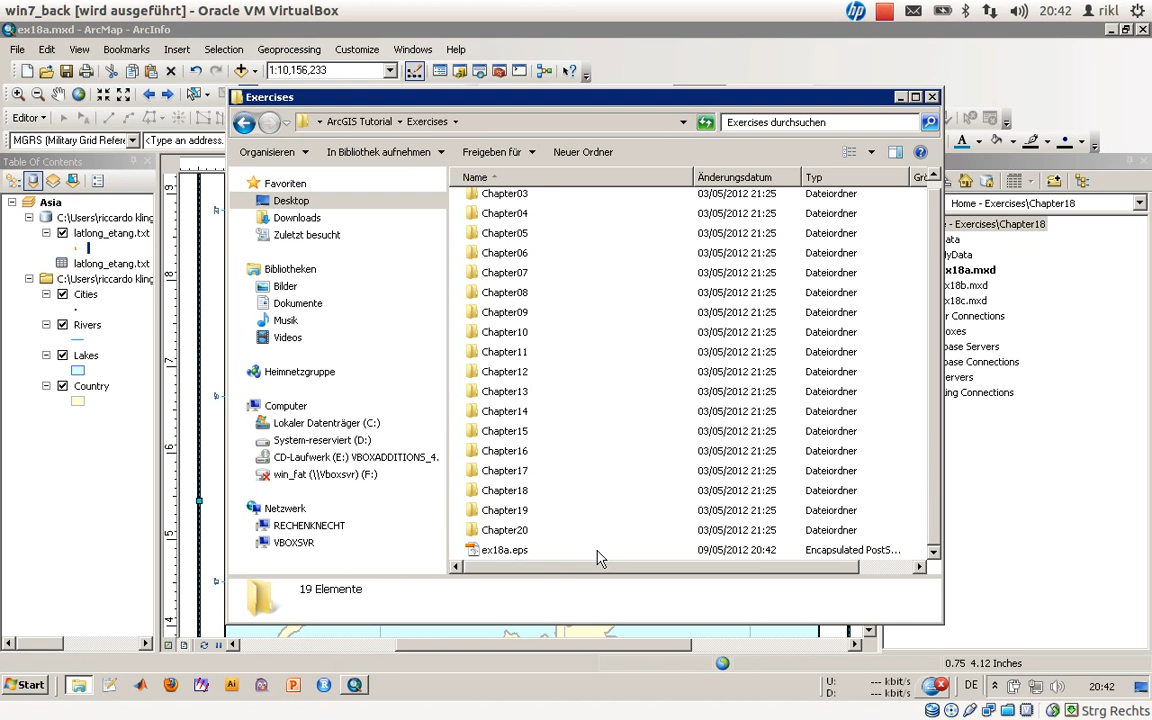 win7_back [wird ausgeführt] - Oracle VM VirtualBox
20:42 rikl
ex18a.mxd - ArcMap - ArcInfo
File Edit View Bookmarks Insert Selection Geoprocessing Customize Windows Help
1:10,156,233
Editor
MGRS (Military Grid Refere <Type an address.
Table Of Contents
Asia
C:\Users\riccardo kling
latlong_etang.txt
latlong_etang.txt
C:\Users\riccardo kling
Cities
Rivers
Lakes
Country
Exercises
ArcGIS Tutorial Exercises
Exercises durchsuchen
Organisieren In Bibliothek aufnehmen Freigeben für Neuer Ordner
Favoriten
Desktop
Downloads
Zuletzt besucht
Bibliotheken
Bilder
Dokumente
Musik
Videos
Heimnetzgruppe
Computer
Lokaler Datenträger (C:)
System-reserviert (D:)
CD-Laufwerk (E:) VBOXADDITIONS_4.
win_fat (\\Vboxsvr) (F:)
Netzwerk
RECHENKNECHT
VBOXSVR
Name Änderungsdatum Typ Grö
Chapter03 03/05/2012 21:25 Dateiordner
Chapter04 03/05/2012 21:25 Dateiordner
Chapter05 03/05/2012 21:25 Dateiordner
Chapter06 03/05/2012 21:25 Dateiordner
Chapter07 03/05/2012 21:25 Dateiordner
Chapter08 03/05/2012 21:25 Dateiordner
Chapter09 03/05/2012 21:25 Dateiordner
Chapter10 03/05/2012 21:25 Dateiordner
Chapter11 03/05/2012 21:25 Dateiordner
Chapter12 03/05/2012 21:25 Dateiordner
Chapter13 03/05/2012 21:25 Dateiordner
Chapter14 03/05/2012 21:25 Dateiordner
Chapter15 03/05/2012 21:25 Dateiordner
Chapter16 03/05/2012 21:25 Dateiordner
Chapter17 03/05/2012 21:25 Dateiordner
Chapter18 03/05/2012 21:25 Dateiordner
Chapter19 03/05/2012 21:25 Dateiordner
Chapter20 03/05/2012 21:25 Dateiordner
ex18a.eps 09/05/2012 20:42 Encapsulated PostS...
19 Elemente
Home - Exercises\Chapter18
e - Exercises\Chapter18
ata
yData
x18a.mxd
x18b.mxd
x18c.mxd
r Connections
oxes
base Servers
base Connections
ervers
ing Connections
0.75 4.12 Inches
Start
U: --- kbit/s
D: --- kbit/s
DE
20:42
Strg Rechts